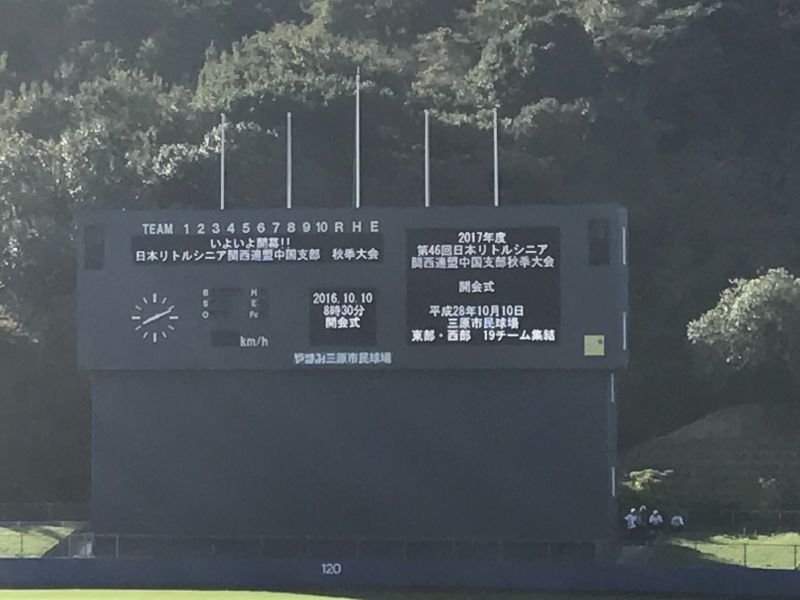 TEAM 1 2 3 4 5 6 7 8 9 10 R H E
いよいよ開幕!!
日本リトルシニア関西連盟中国支部 秋季大会
2017年度
第46回日本リトルシニア
関西連盟中国支部秋季大会
開会式
平成28年10月10日
三原市民球場
東部・西部 19チーム集結
B H
S E
O Fc
km/h
2016.10.10
8時30分
開会式
やまみ三原市民球場
120